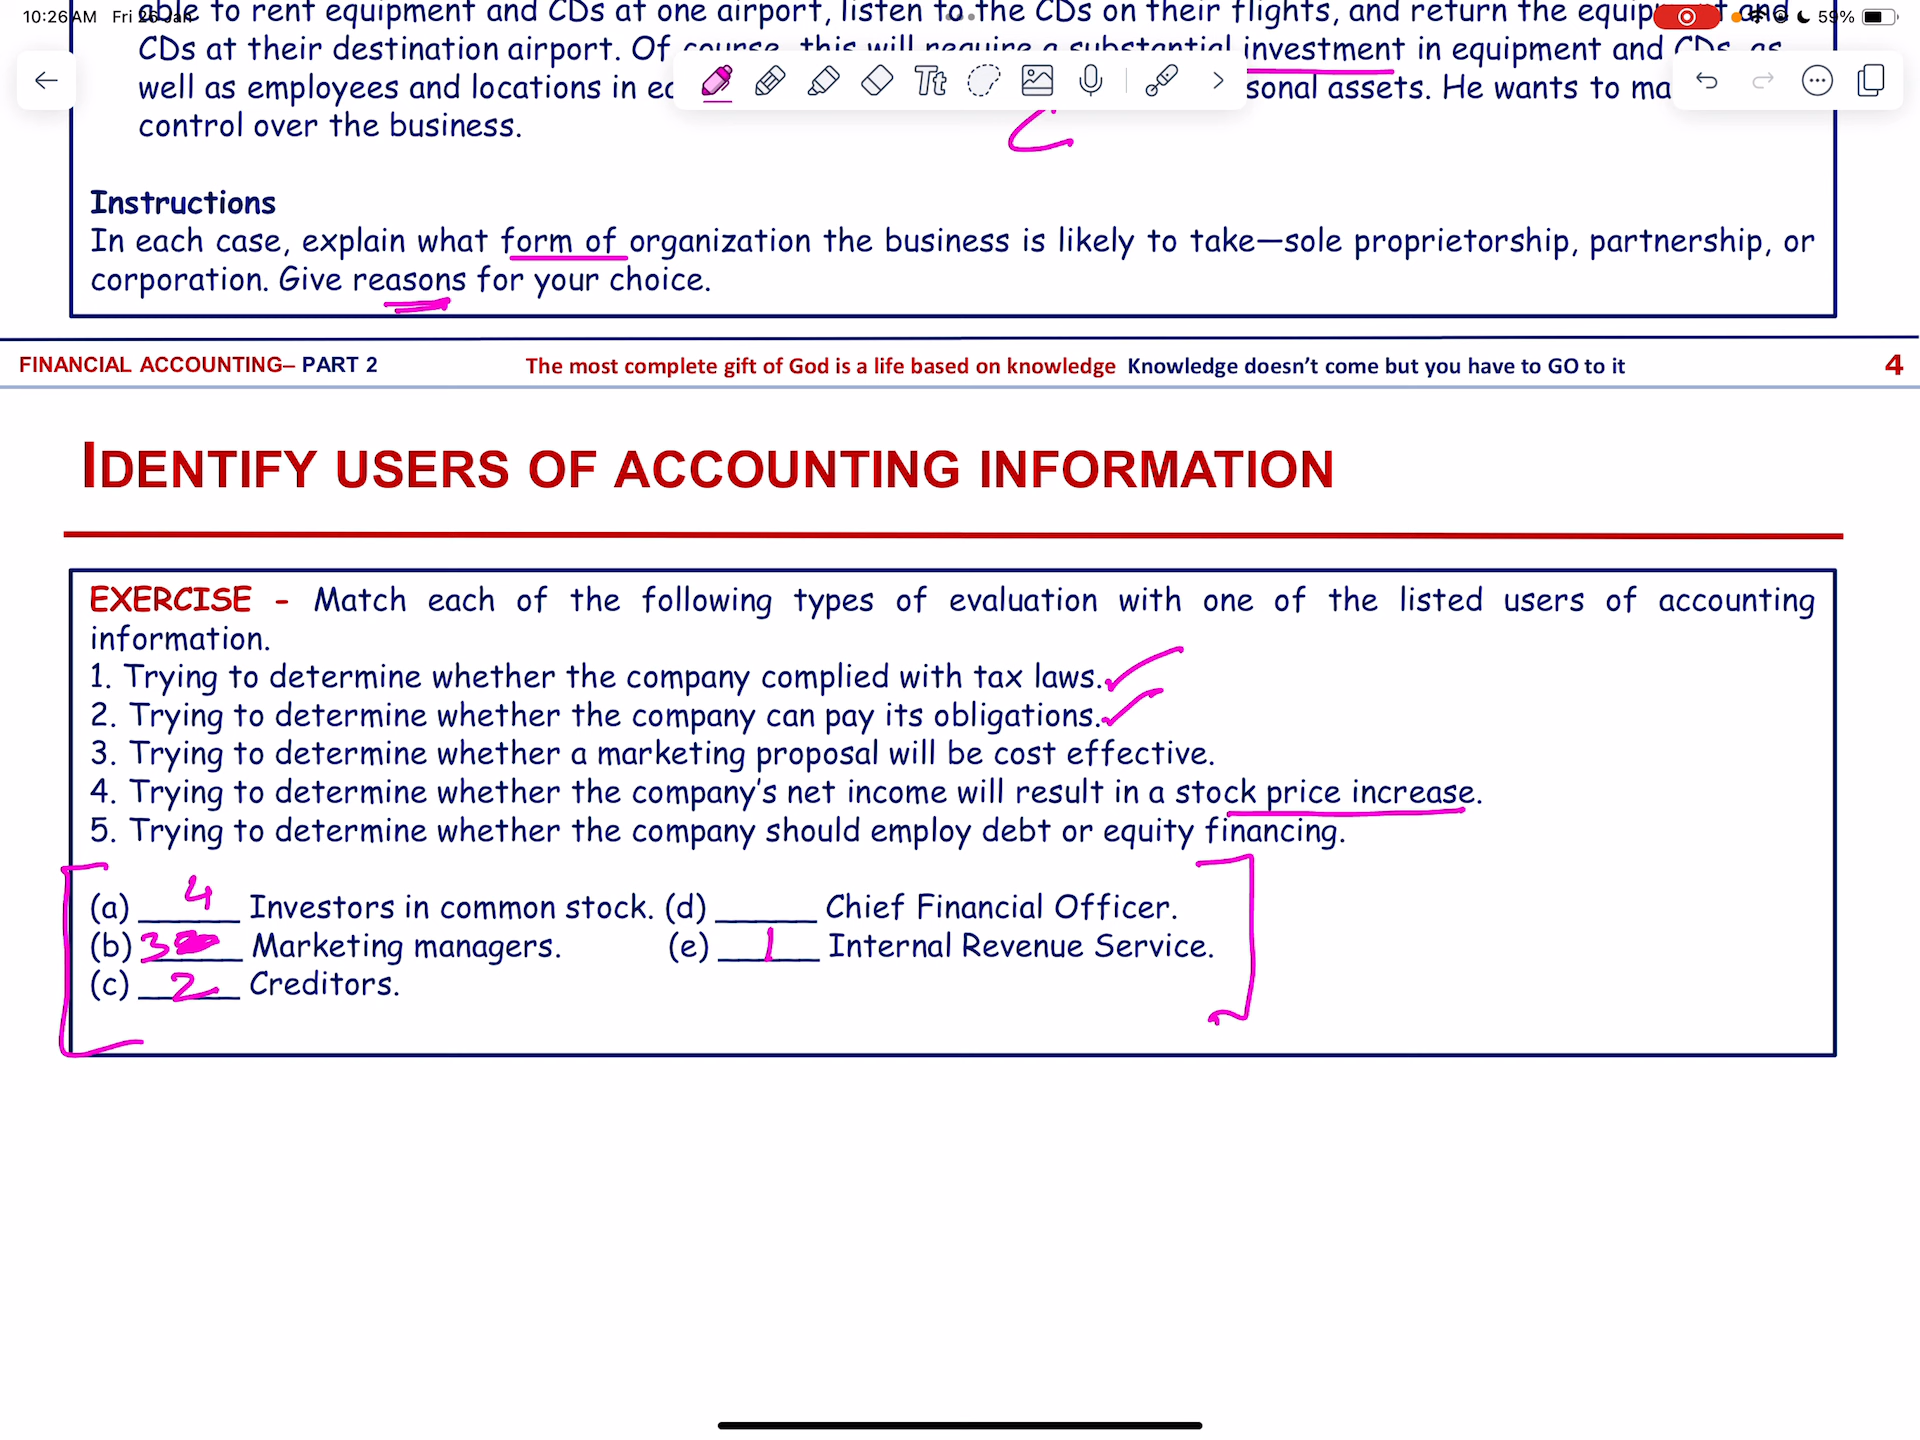 10:26 AM Fri 26 Jan 59%
able to rent equipment and CDs at one airport, listen to the CDs on their flights, and return the equipment and
CDs at their destination airport. Of course, this will require a substantial investment in equipment and CDs, as
well as employees and locations in sonal assets. He wants to
control over the business.
Instructions
In each case, explain what form of organization the business is likely to take—sole proprietorship, partnership, or
corporation. Give reasons for your choice.
FINANCIAL ACCOUNTING– PART 2 The most complete gift of God is a life based on knowledge Knowledge doesn't come but you have to GO to it 4
IDENTIFY USERS OF ACCOUNTING INFORMATION
EXERCISE - Match each of the following types of evaluation with one of the listed users of accounting
information.
1. Trying to determine whether the company complied with tax laws.
2. Trying to determine whether the company can pay its obligations.
3. Trying to determine whether a marketing proposal will be cost effective.
4. Trying to determine whether the company's net income will result in a stock price increase.
5. Trying to determine whether the company should employ debt or equity financing.
(a) 4 Investors in common stock. (d) ______ Chief Financial Officer.
(b) 3 Marketing managers. (e) 1 Internal Revenue Service.
(c) 2 Creditors.